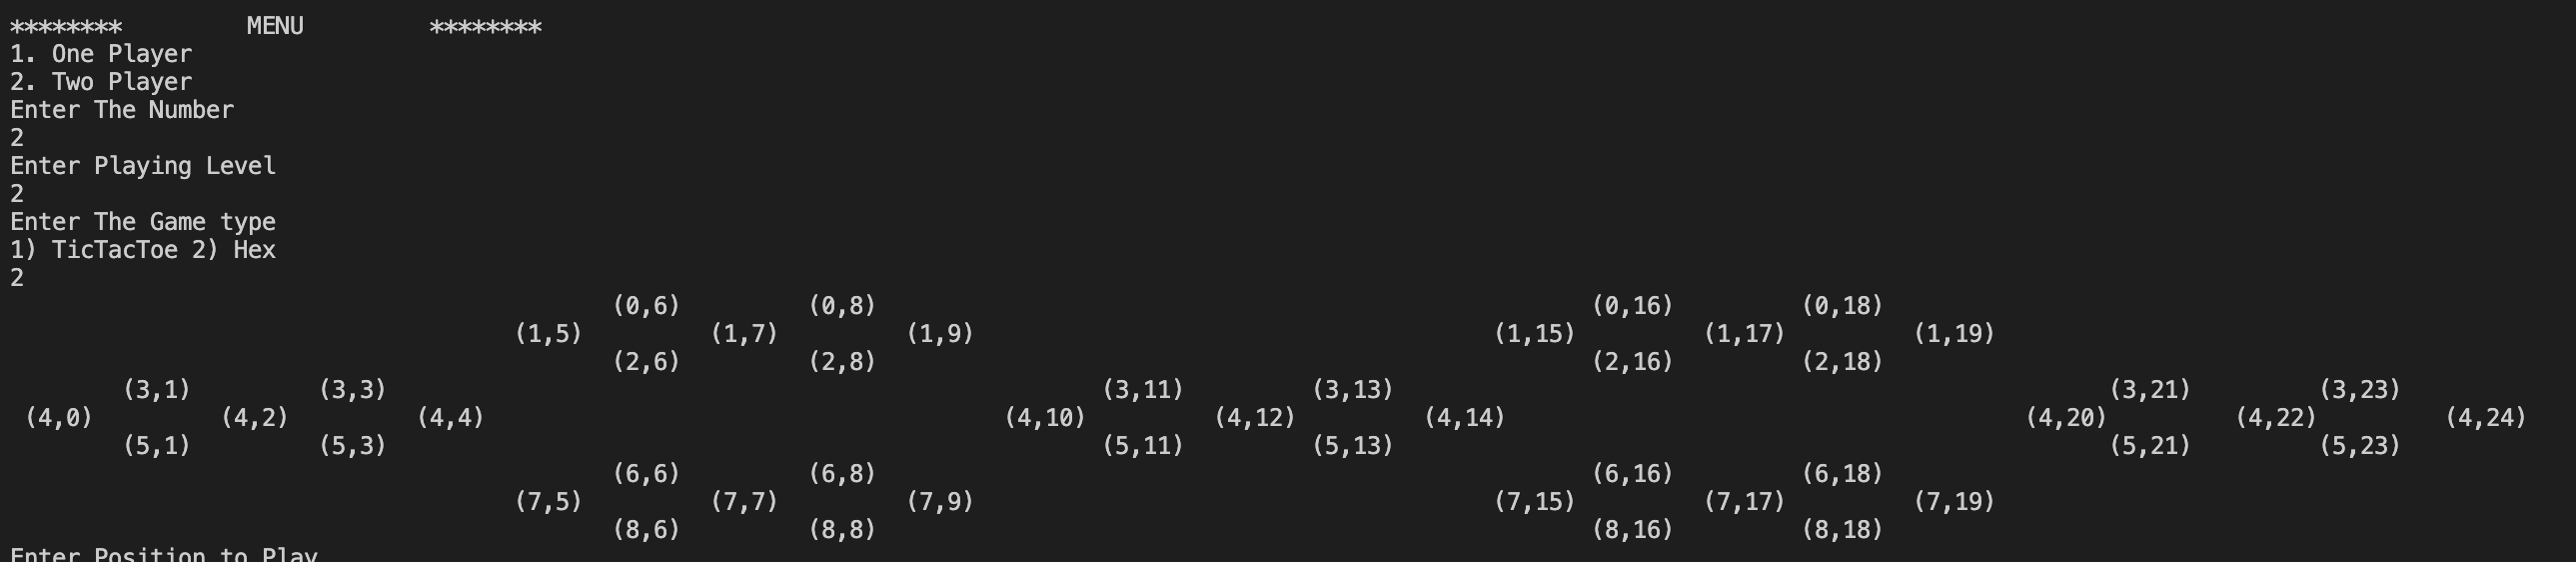 ******** MENU ********
1. One Player
2. Two Player
Enter The Number
2
Enter Playing Level
2
Enter The Game type
1) TicTacToe 2) Hex
2
(0,6) (0,8) (0,16) (0,18)
(1,5) (1,7) (1,9) (1,15) (1,17) (1,19)
(2,6) (2,8) (2,16) (2,18)
(3,1) (3,3) (3,11) (3,13) (3,21) (3,23)
(4,0) (4,2) (4,4) (4,10) (4,12) (4,14) (4,20) (4,22) (4,24)
(5,1) (5,3) (5,11) (5,13) (5,21) (5,23)
(6,6) (6,8) (6,16) (6,18)
(7,5) (7,7) (7,9) (7,15) (7,17) (7,19)
(8,6) (8,8) (8,16) (8,18)
Enter Position to Play